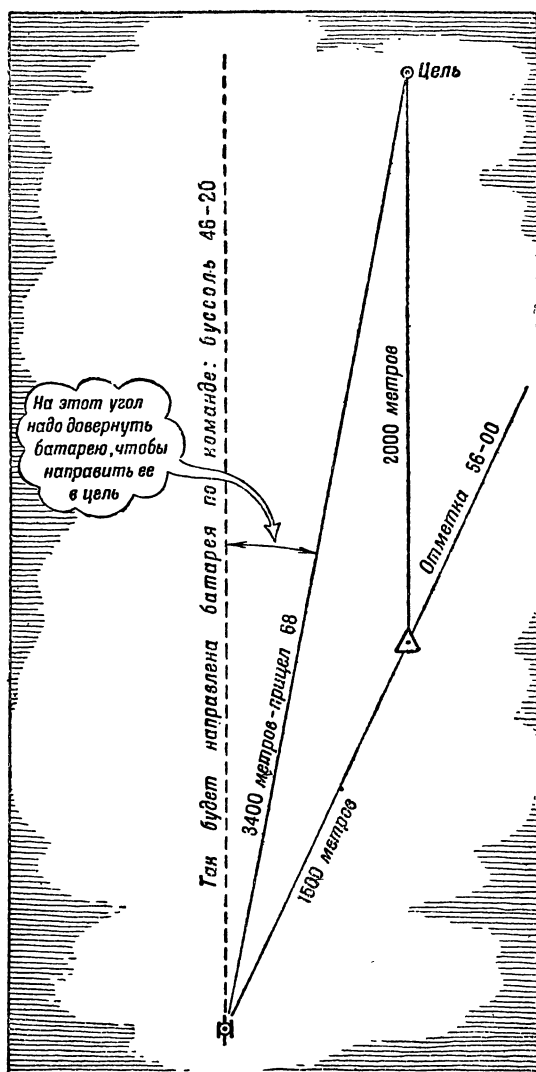 Цель
Так будет направлена батарея по команде: буссоль 46-20
На этот угол
надо довернуть
батарею, чтобы
направить ее
в цель
2000 метров
Отметка 56-00
3400 метров-прицел 68
1500 метров